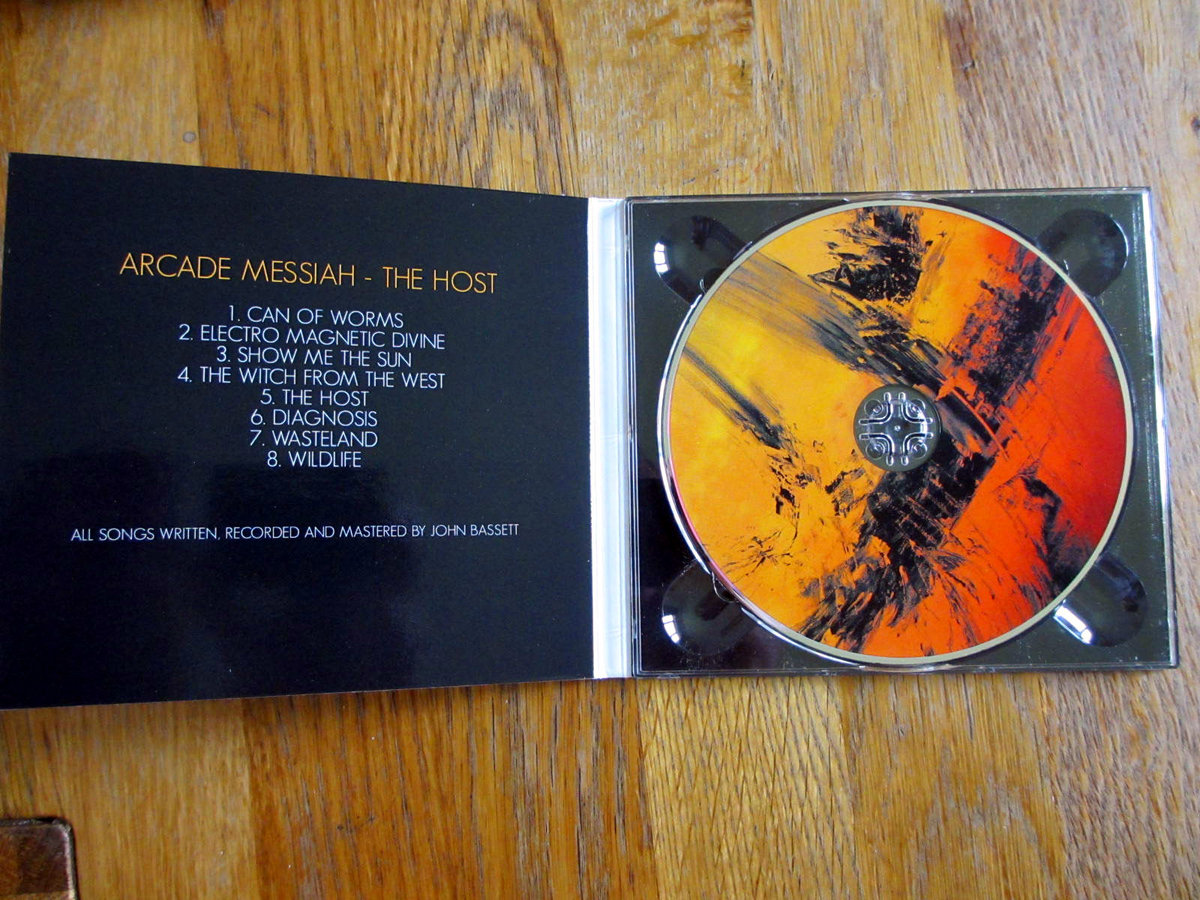 ARCADE MESSIAH - THE HOST
1. CAN OF WORMS
2. ELECTRO MAGNETIC DIVINE
3. SHOW ME THE SUN
4. THE WITCH FROM THE WEST
5. THE HOST
6. DIAGNOSIS
7. WASTELAND
8. WILDLIFE
ALL SONGS WRITTEN, RECORDED AND MASTERED BY JOHN BASSETT